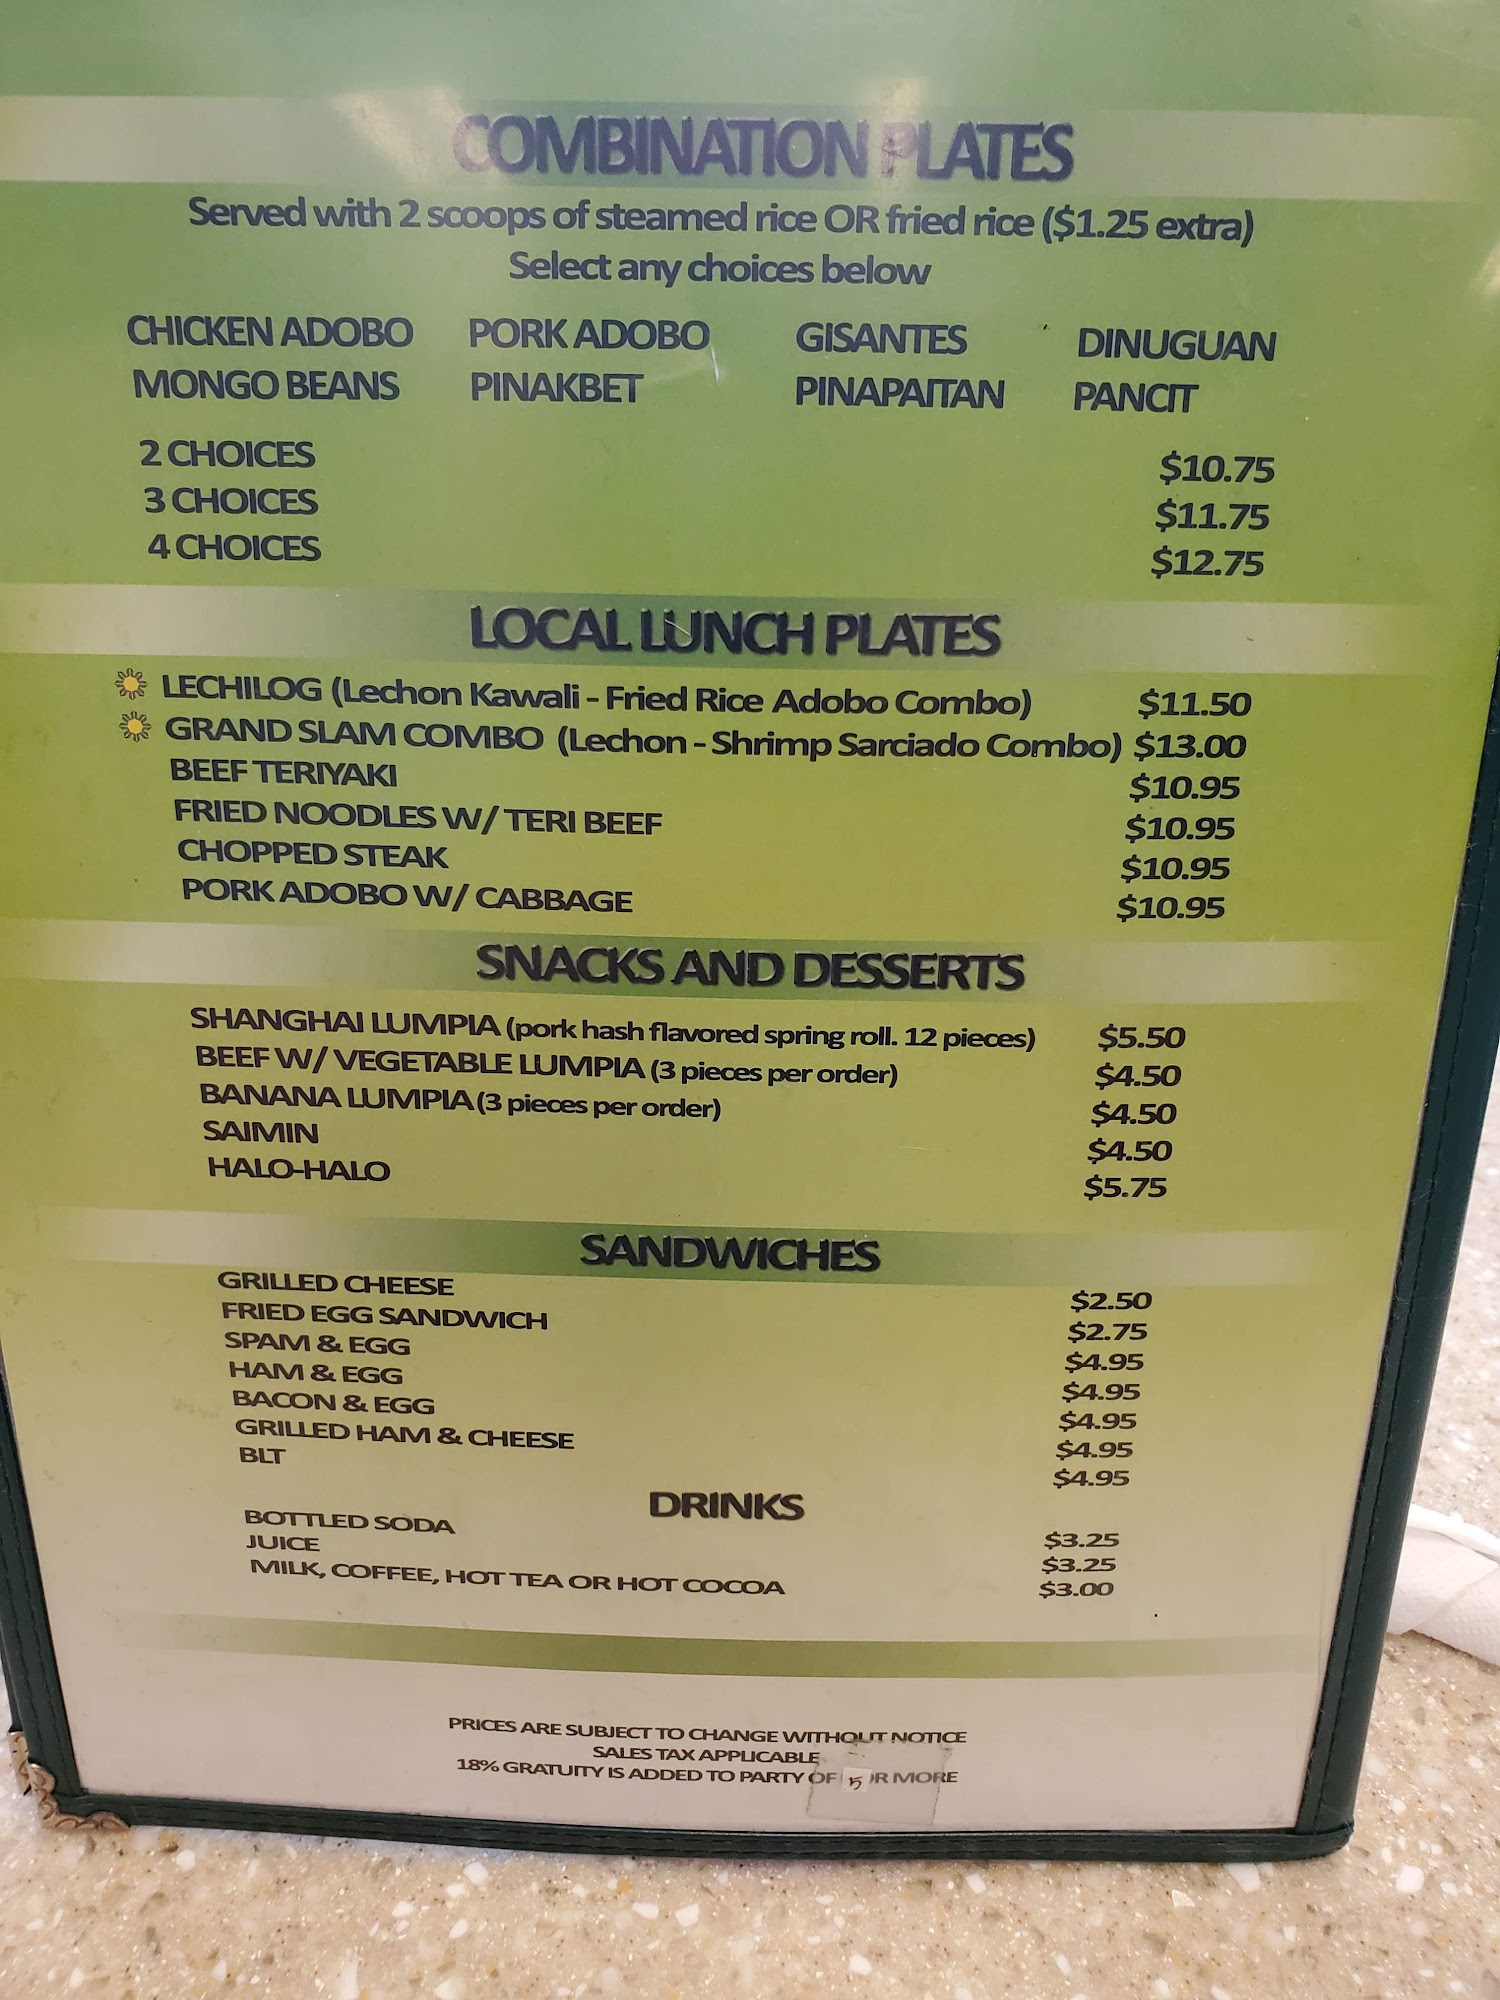 COMBINATION PLATES
Served with 2 scoops of steamed rice OR fried rice ($1.25 extra)
Select any choices below
CHICKEN ADOBO PORK ADOBO GISANTES DINUGUAN
MONGO BEANS PINAKBET PINAPAITAN PANCIT
2 CHOICES $10.75
3 CHOICES $11.75
4 CHOICES $12.75
LOCAL LUNCH PLATES
LECHILOG (Lechon Kawali - Fried Rice Adobo Combo) $11.50
GRAND SLAM COMBO (Lechon - Shrimp Sarciado Combo) $13.00
BEEF TERIYAKI $10.95
FRIED NOODLES W/ TERI BEEF $10.95
CHOPPED STEAK $10.95
PORK ADOBO W/ CABBAGE $10.95
SNACKS AND DESSERTS
SHANGHAI LUMPIA (pork hash flavored spring roll. 12 pieces) $5.50
BEEF W/ VEGETABLE LUMPIA (3 pieces per order) $4.50
BANANA LUMPIA (3 pieces per order) $4.50
SAIMIN $4.50
HALO-HALO $5.75
SANDWICHES
GRILLED CHEESE $2.50
FRIED EGG SANDWICH $2.75
SPAM & EGG $4.95
HAM & EGG $4.95
BACON & EGG $4.95
GRILLED HAM & CHEESE $4.95
BLT $4.95
DRINKS
BOTTLED SODA $3.25
JUICE $3.25
MILK, COFFEE, HOT TEA OR HOT COCOA $3.00
PRICES ARE SUBJECT TO CHANGE WITHOUT NOTICE
SALES TAX APPLICABLE
18% GRATUITY IS ADDED TO PARTY OF 5 OR MORE